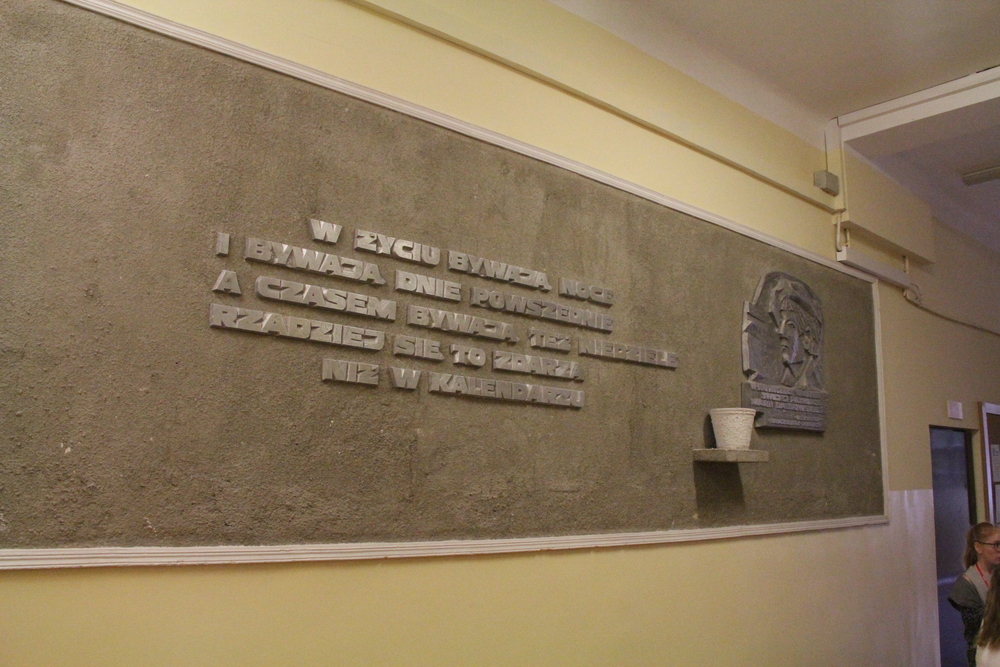 W ŻYCIU BYWAJĄ NOCE
I BYWAJĄ DNIE POWSZEDNIE
A CZASEM BYWAJĄ TEŻ NIEDZIELE
RZADZIEJ SIĘ TO ZDARZA
NIŻ W KALENDARZU